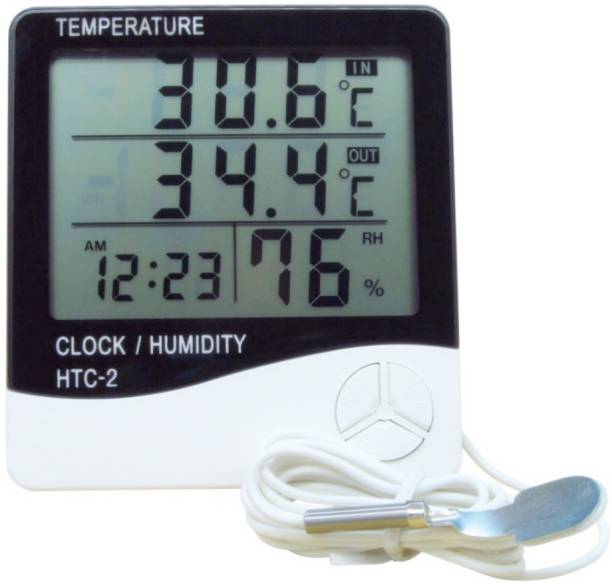 TEMPERATURE
IN
30.6 °C
OUT
34.4 °C
AM
12:23
76 RH
%
CLOCK / HUMIDITY
HTC-2